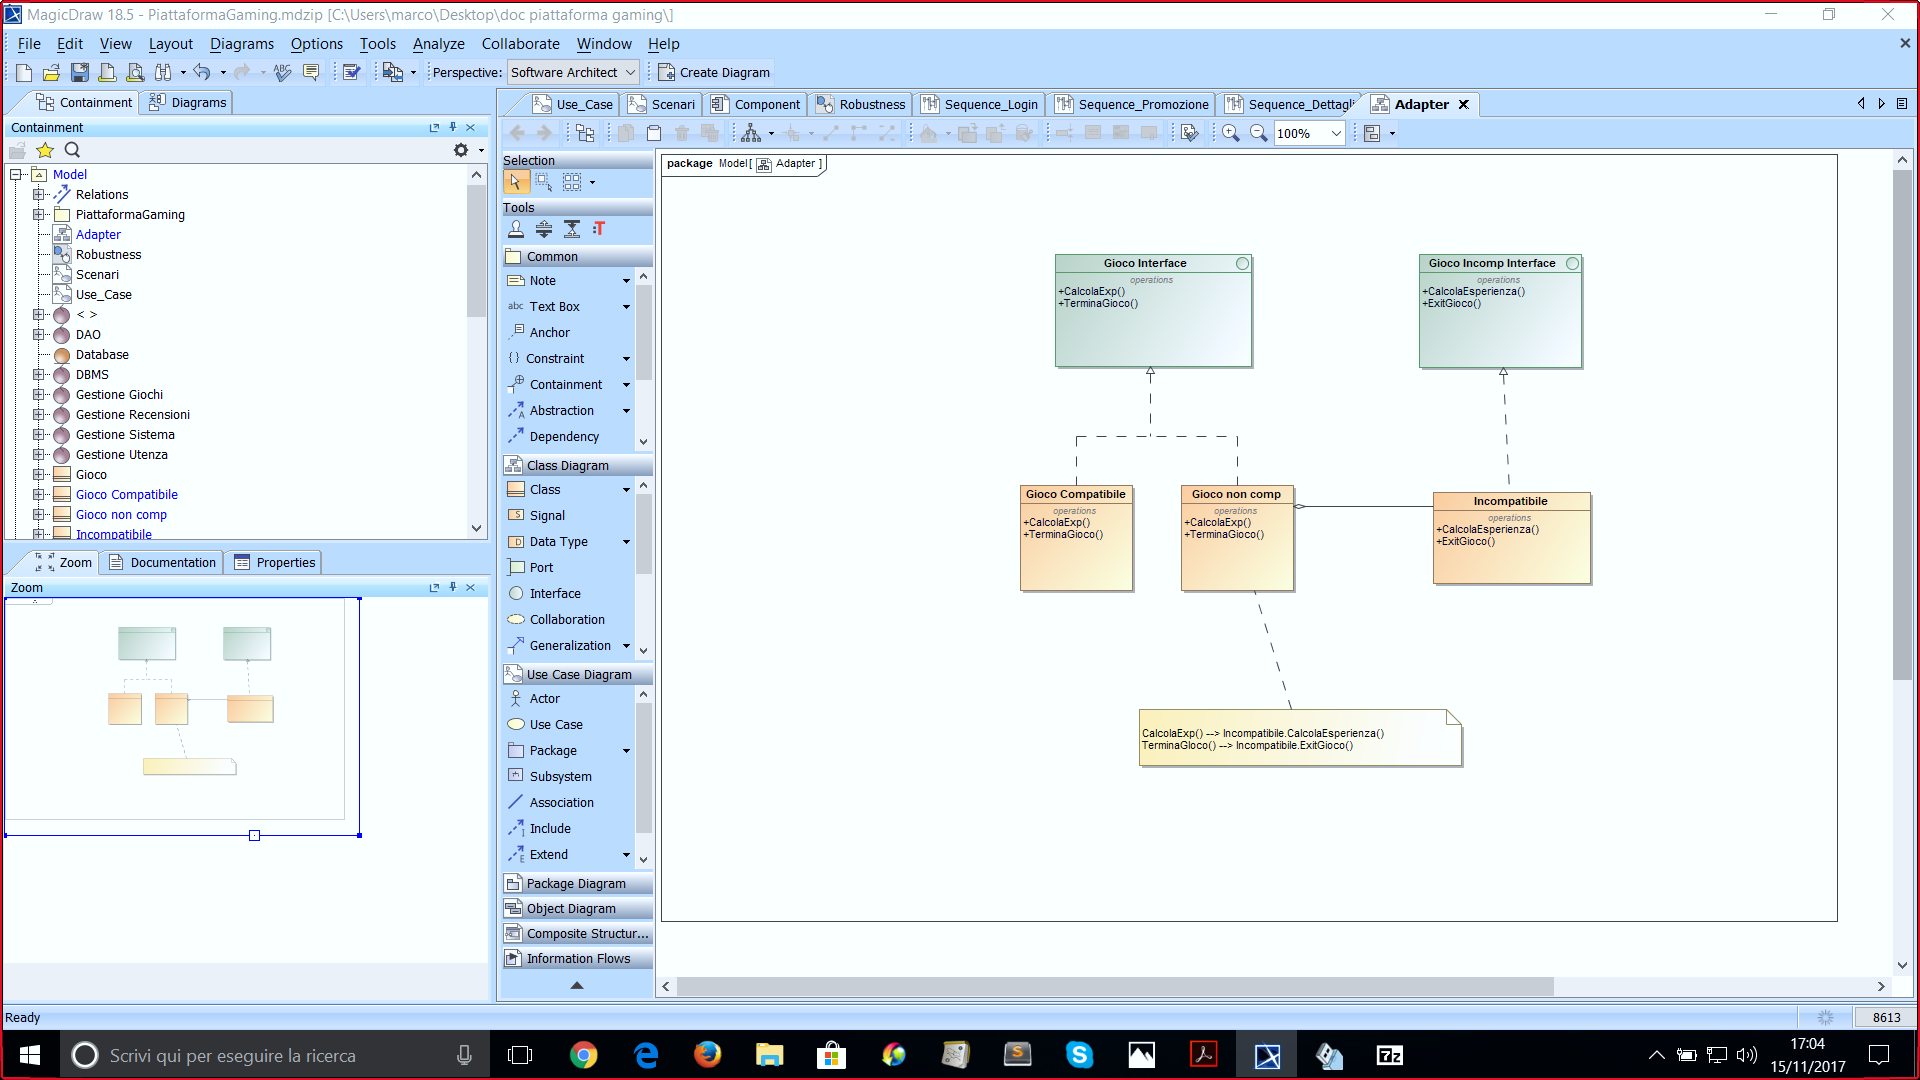 MagicDraw 18.5 - PiattaformaGaming.mdzip [C:\Users\marco\Desktop\doc piattaforma gaming\]
File Edit View Layout Diagrams Options Tools Analyze Collaborate Window Help
Perspective: Software Architect Create Diagram
Containment Diagrams
Use_Case Scenari Component Robustness Sequence_Login Sequence_Promozione Sequence_Dettagli Adapter
Containment
100%
Model
Relations
PiattaformaGaming
Adapter
Robustness
Scenari
Use_Case
< >
DAO
Database
DBMS
Gestione Giochi
Gestione Recensioni
Gestione Sistema
Gestione Utenza
Gioco
Gioco Compatibile
Gioco non comp
Incompatibile
Zoom Documentation Properties
Zoom
Selection
Tools
Common
Note
abc Text Box
Anchor
{} Constraint
Containment
Abstraction
Dependency
Class Diagram
Class
Signal
Data Type
Port
Interface
Collaboration
Generalization
Use Case Diagram
Actor
Use Case
Package
Subsystem
Association
Include
Extend
Package Diagram
Object Diagram
Composite Structur...
Information Flows
package Model[ Adapter ]
Gioco Interface
operations
+CalcolaExp()
+TerminaGioco()
Gioco Incomp Interface
operations
+CalcolaEsperienza()
+ExitGioco()
Gioco Compatibile
operations
+CalcolaExp()
+TerminaGioco()
Gioco non comp
operations
+CalcolaExp()
+TerminaGioco()
Incompatibile
operations
+CalcolaEsperienza()
+ExitGioco()
CalcolaExp() --> Incompatibile.CalcolaEsperienza()
TerminaGIoco() --> Incompatibile.ExitGioco()
Ready
8613
Scrivi qui per eseguire la ricerca
7z
17:04
15/11/2017